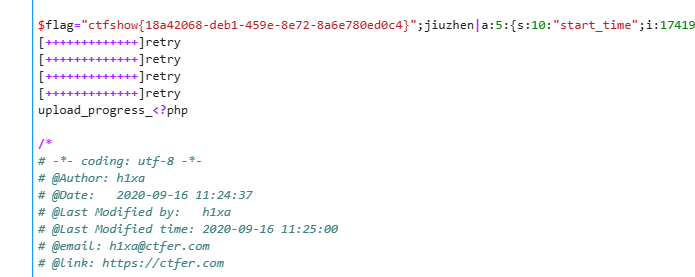 $flag="ctfshow{18a42068-deb1-459e-8e72-8a6e780ed0c4}";jiuzhen|a:5:{s:10:"start_time";i:17419
[+++++++++++++]retry
[+++++++++++++]retry
[+++++++++++++]retry
[+++++++++++++]retry
upload_progress_<?php
/*
# -*- coding: utf-8 -*-
# @Author: h1xa
# @Date:   2020-09-16 11:24:37
# @Last Modified by:   h1xa
# @Last Modified time: 2020-09-16 11:25:00
# @email: h1xa@ctfer.com
# @link: https://ctfer.com